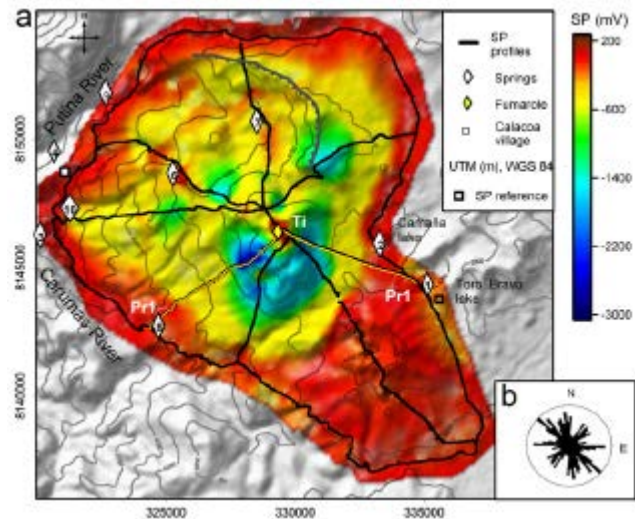 a
SP (mV)
200
-600
-1400
-2200
-3000
SP
profiles
Springs
Fumarole
Calacoa
village
UTM (m), WGS 84
SP reference
Putina River
8150000
8145000
8140000
Ti
Carhalla
lake
Carumas River
Pr1
Pr1
Toro Bravo
lake
b
N
E
325000
330000
335000